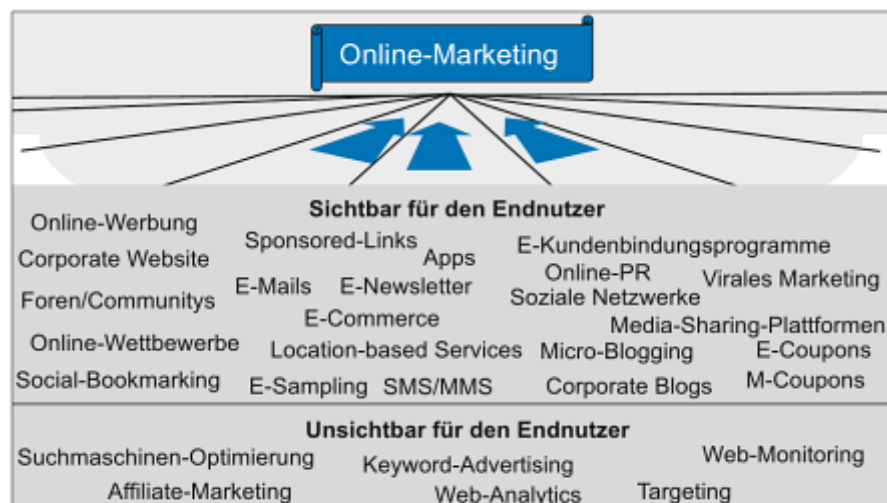 Online-Marketing
Sichtbar für den Endnutzer
Online-Werbung
Sponsored-Links
Apps
E-Kundenbindungsprogramme
Corporate Website
Online-PR
Virales Marketing
E-Mails
E-Newsletter
Soziale Netzwerke
Foren/Communitys
E-Commerce
Media-Sharing-Plattformen
Online-Wettbewerbe
Location-based Services
Micro-Blogging
E-Coupons
Social-Bookmarking
E-Sampling
SMS/MMS
Corporate Blogs
M-Coupons
Unsichtbar für den Endnutzer
Suchmaschinen-Optimierung
Keyword-Advertising
Web-Monitoring
Affiliate-Marketing
Web-Analytics
Targeting